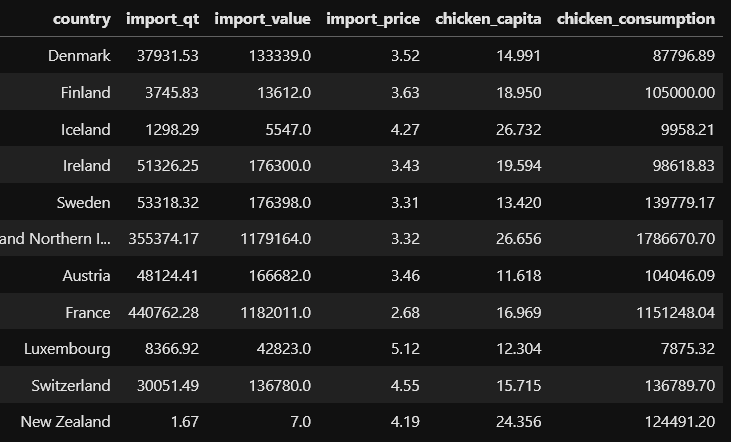 country import_qt import_value import_price chicken_capita chicken_consumption
Denmark 37931.53 133339.0 3.52 14.991 87796.89
Finland 3745.83 13612.0 3.63 18.950 105000.00
Iceland 1298.29 5547.0 4.27 26.732 9958.21
Ireland 51326.25 176300.0 3.43 19.594 98618.83
Sweden 53318.32 176398.0 3.31 13.420 139779.17
and Northern I... 355374.17 1179164.0 3.32 26.656 1786670.70
Austria 48124.41 166682.0 3.46 11.618 104046.09
France 440762.28 1182011.0 2.68 16.969 1151248.04
Luxembourg 8366.92 42823.0 5.12 12.304 7875.32
Switzerland 30051.49 136780.0 4.55 15.715 136789.70
New Zealand 1.67 7.0 4.19 24.356 124491.20